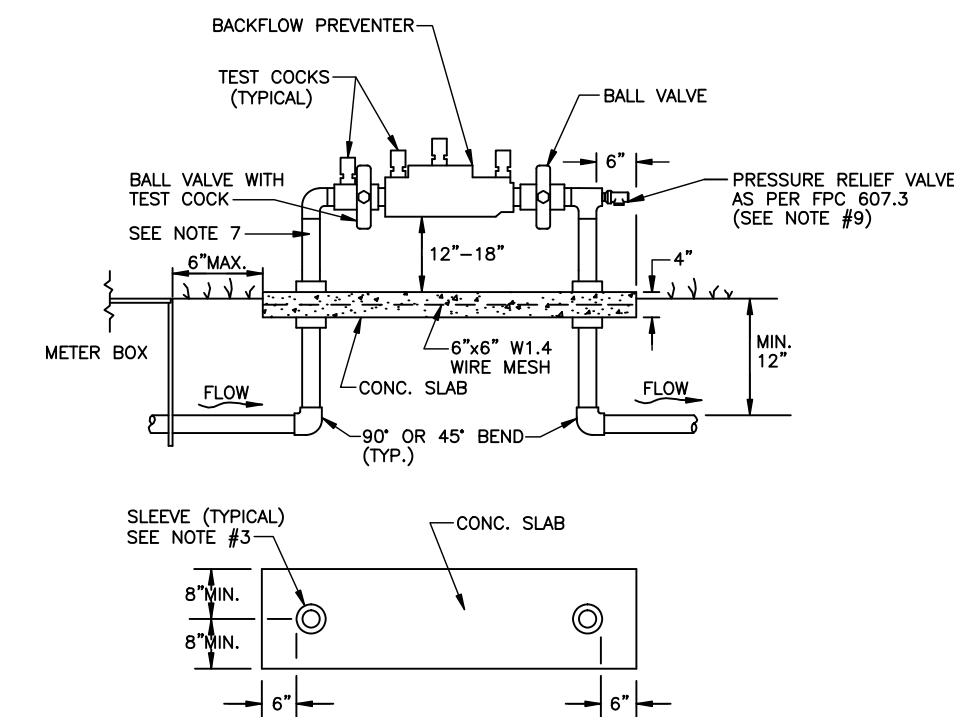 BACKFLOW PREVENTER
TEST COCKS
(TYPICAL)
BALL VALVE
6"
BALL VALVE WITH
TEST COCK
PRESSURE RELIEF VALVE
AS PER FPC 607.3
(SEE NOTE #9)
SEE NOTE 7
12"-18"
6"MAX.
4"
METER BOX
6"x6" W1.4
WIRE MESH
MIN.
12"
CONC. SLAB
FLOW
FLOW
90° OR 45° BEND
(TYP.)
SLEEVE (TYPICAL)
SEE NOTE #3
CONC. SLAB
8"MIN.
8"MIN.
6"
6"